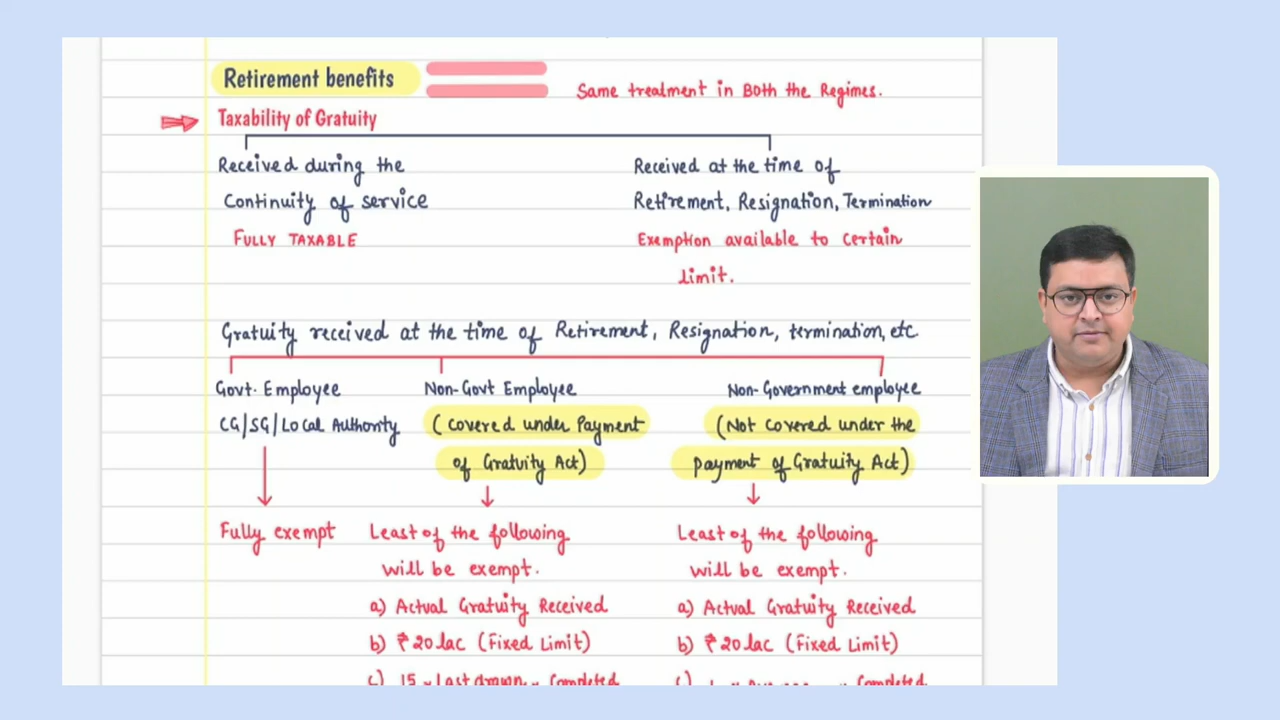 Retirement benefits
Same treatment in Both the Regimes.
Taxability of Gratuity
Received during the
Continuity of service
FULLY TAXABLE
Received at the time of
Retirement, Resignation, Termination
Exemption available to certain
limit.
Gratuity received at the time of Retirement, Resignation, termination, etc
Govt. Employee
CG/SG/Local Authority
Fully exempt
Non-Govt Employee
(covered under Payment
of Gratuity Act)
Least of the following
will be exempt.
a) Actual Gratuity Received
b) ₹ 20 lac (Fixed Limit)
c) 15 x Last drawn x Completed
Non-Government employee
(Not covered under the
payment of Gratuity Act)
Least of the following
will be exempt.
a) Actual Gratuity Received
b) ₹ 20 lac (Fixed Limit)
c) x Completed